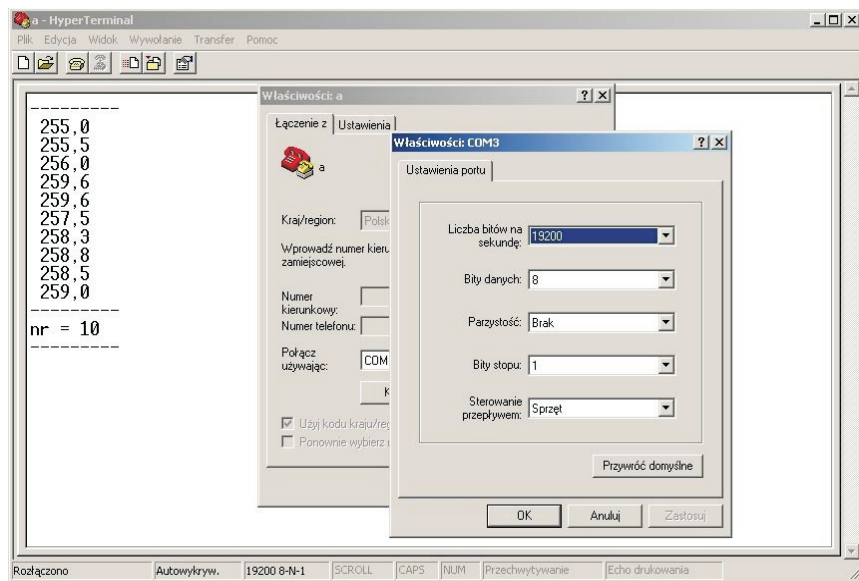 a - HyperTerminal
Plik Edycja Widok Wywołanie Transfer Pomoc
---------
255,0
255,5
256,0
259,6
259,6
257,5
258,3
258,8
258,5
259,0
---------
nr = 10
---------
Właściwości: a
Łączenie z Ustawienia
a
Kraj/region: Polsk
Wprowadź numer kieru
zamiejscowej.
Numer
kierunkowy:
Numer telefonu:
Połącz
używając: COM
K
Użyj kodu kraju/reg
Ponownie wybierz
Właściwości: COM3
Ustawienia portu
Liczba bitów na
sekundę: 19200
Bity danych: 8
Parzystość: Brak
Bity stopu: 1
Sterowanie
przepływem: Sprzęt
Przywróć domyślne
OK Anuluj Zastosuj
Rozłączono Autowykryw. 19200 8-N-1 SCROLL CAPS NUM Przechwytywanie Echo drukowania